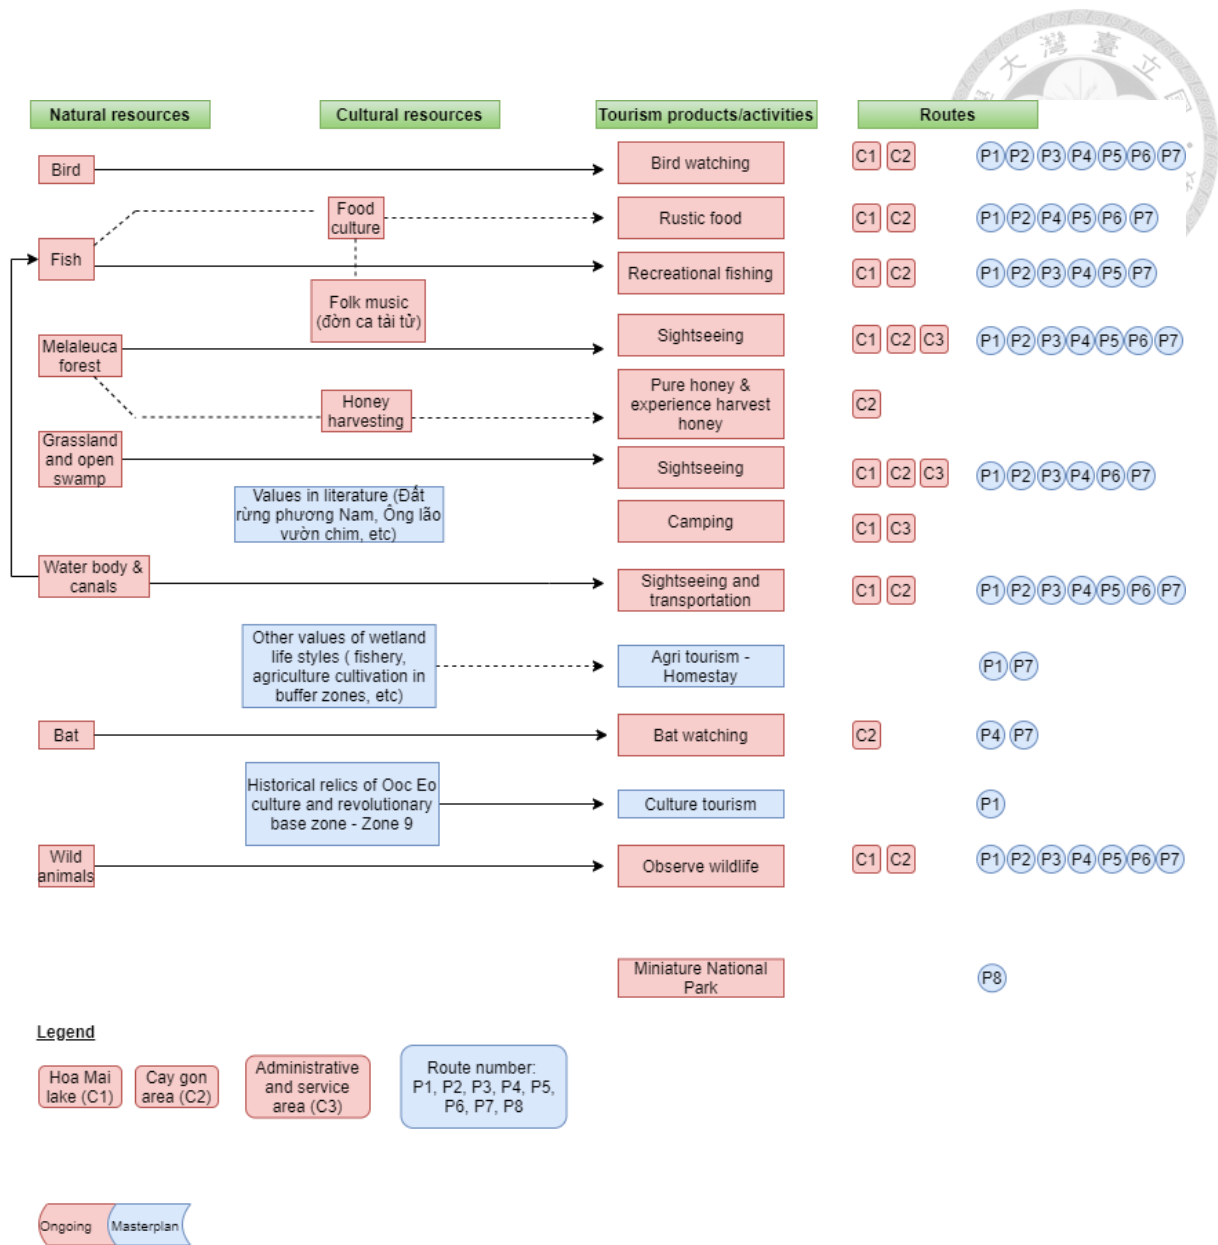 Natural resources
Cultural resources
Tourism products/activities
Routes
Bird
Bird watching
C1 C2
P1 P2 P3 P4 P5 P6 P7
Food
culture
Rustic food
C1 C2
P1 P2 P4 P5 P6 P7
Fish
Recreational fishing
C1 C2
P1 P2 P3 P4 P5 P7
Folk music
(đờn ca tài tử)
Melaleuca
forest
Sightseeing
C1 C2 C3
P1 P2 P3 P4 P5 P6 P7
Honey
harvesting
Pure honey &
experience harvest
honey
C2
Grassland
and open
swamp
Sightseeing
C1 C2 C3
P1 P2 P3 P4 P6 P7
Values in literature (Đất
rừng phương Nam, Ông lão
vườn chim, etc)
Camping
C1 C3
Water body &
canals
Sightseeing and
transportation
C1 C2
P1 P2 P3 P4 P5 P6 P7
Other values of wetland
life styles ( fishery,
agriculture cultivation in
buffer zones, etc)
Agri tourism -
Homestay
P1 P7
Bat
Bat watching
C2
P4 P7
Historical relics of Ooc Eo
culture and revolutionary
base zone - Zone 9
Culture tourism
P1
Wild
animals
Observe wildlife
C1 C2
P1 P2 P3 P4 P5 P6 P7
Miniature National
Park
P8
Legend
Hoa Mai
lake (C1)
Cay gon
area (C2)
Administrative
and service
area (C3)
Route number:
P1, P2, P3, P4, P5,
P6, P7, P8
Ongoing
Masterplan
大灣臺立國